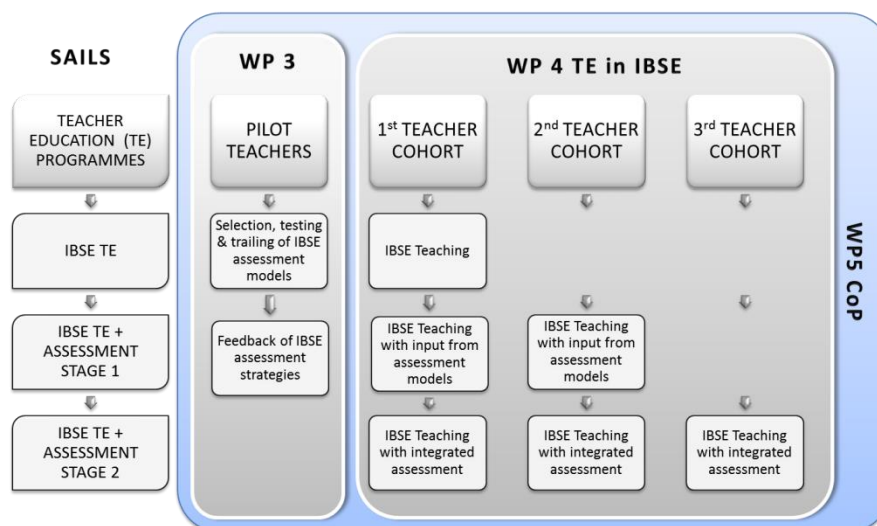 SAILS
WP 3
WP 4 TE in IBSE
TEACHER
EDUCATION (TE)
PROGRAMMES
PILOT
TEACHERS
1st TEACHER
COHORT
2nd TEACHER
COHORT
3rd TEACHER
COHORT
IBSE TE
Selection, testing
& trailing of IBSE
assessment
models
IBSE Teaching
IBSE TE +
ASSESSMENT
STAGE 1
Feedback of IBSE
assessment
strategies
IBSE Teaching
with input from
assessment
models
IBSE Teaching
with input from
assessment
models
IBSE TE +
ASSESSMENT
STAGE 2
IBSE Teaching
with integrated
assessment
IBSE Teaching
with integrated
assessment
IBSE Teaching
with integrated
assessment
WP5 CoP